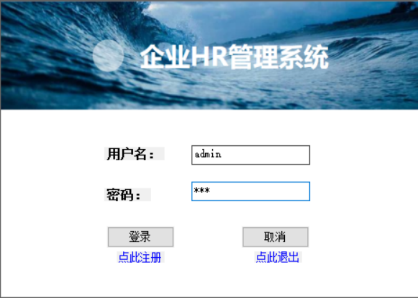 企业HR管理系统
用户名： admin
密码： ***
登录 取消
点此注册 点此退出